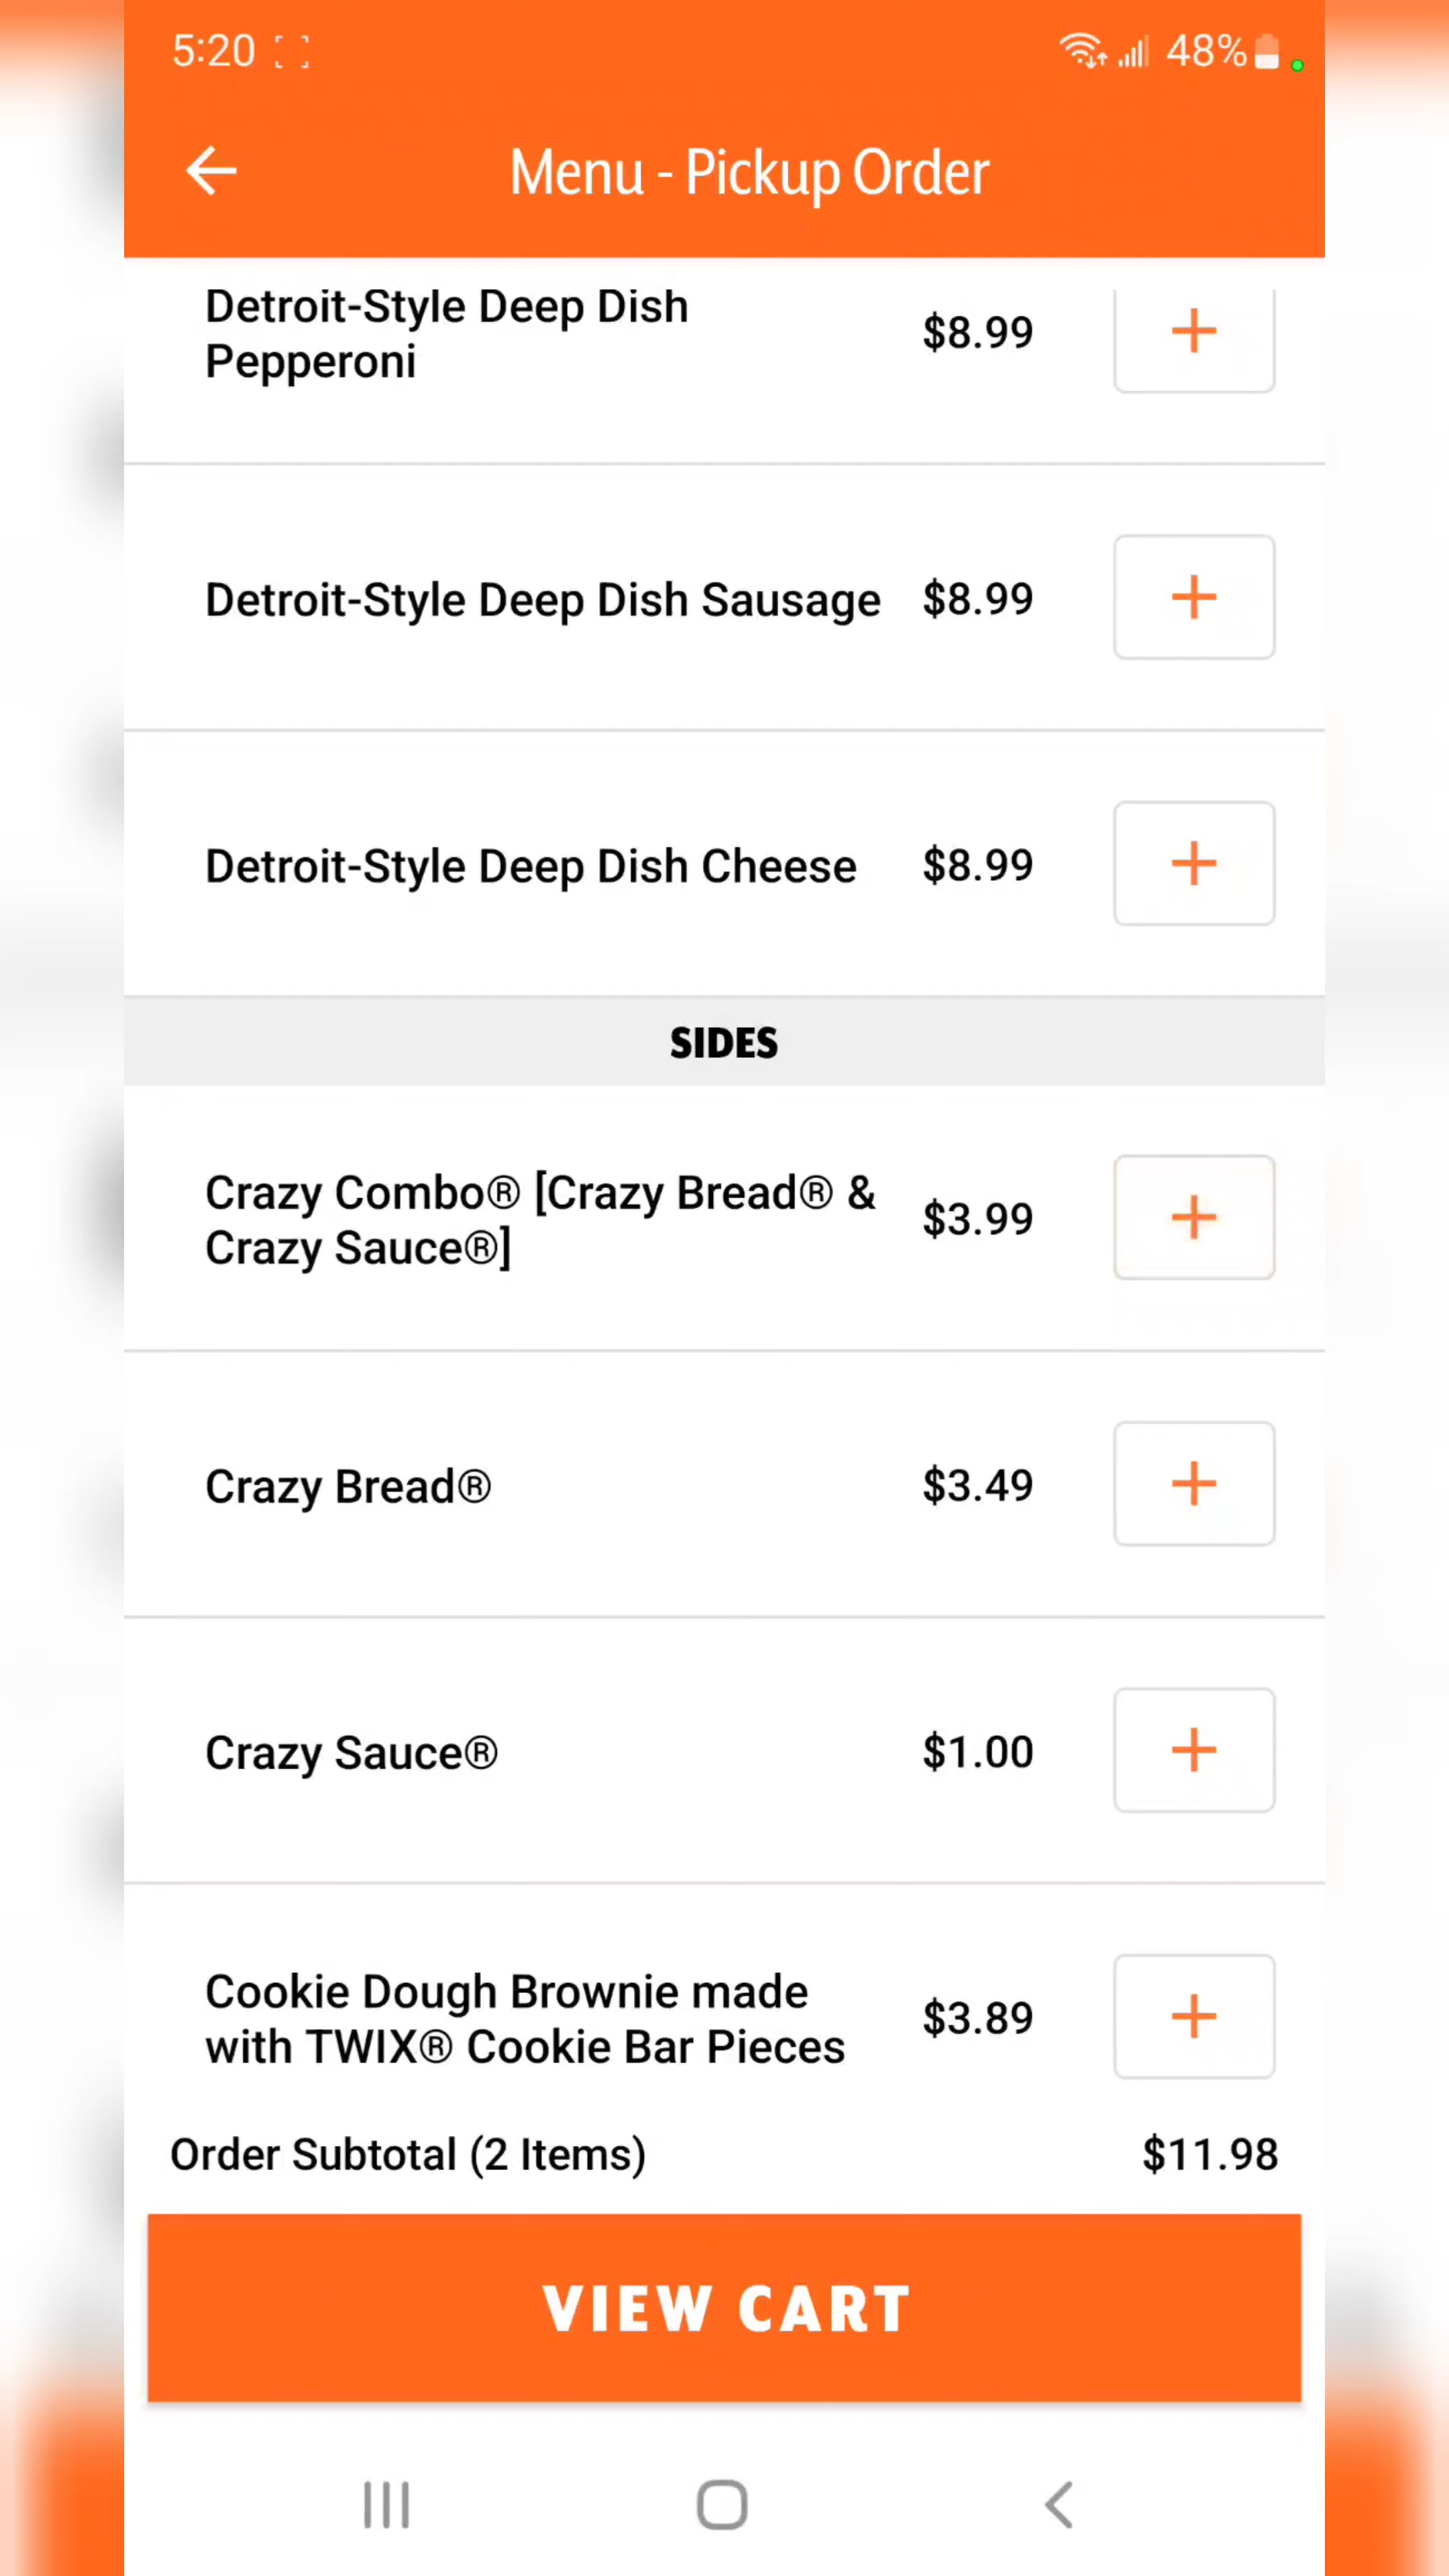 5:20 48%
Menu - Pickup Order
Detroit-Style Deep Dish
Pepperoni
$8.99
Detroit-Style Deep Dish Sausage $8.99
Detroit-Style Deep Dish Cheese $8.99
SIDES
Crazy Combo® [Crazy Bread® &
Crazy Sauce®]
$3.99
Crazy Bread® $3.49
Crazy Sauce® $1.00
Cookie Dough Brownie made
with TWIX® Cookie Bar Pieces
$3.89
Order Subtotal (2 Items) $11.98
VIEW CART